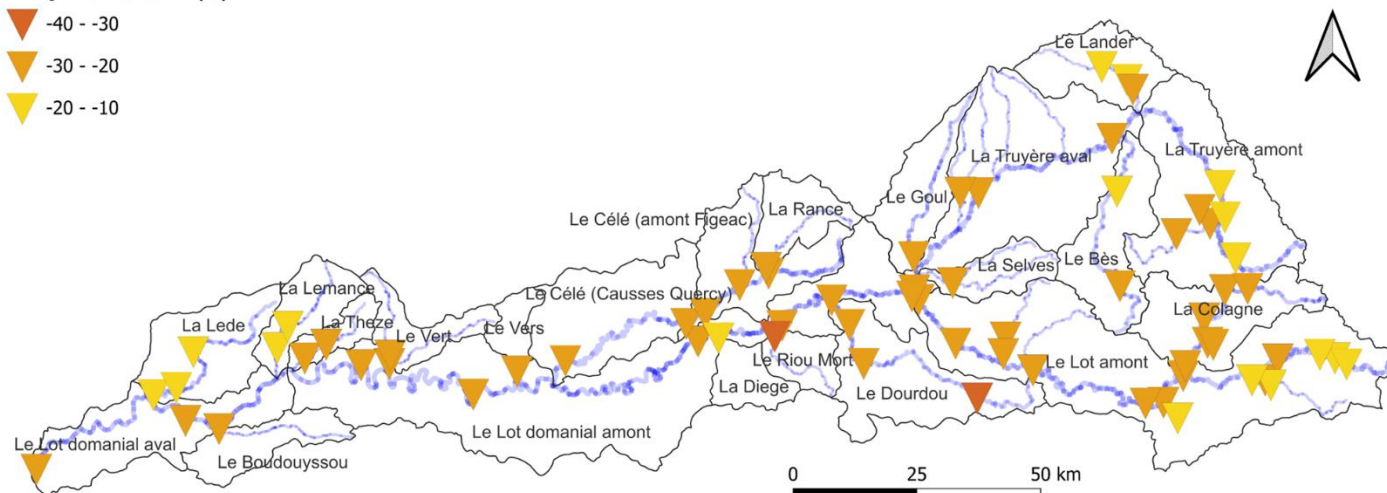 -40 - -30
-30 - -20
-20 - -10
Le Lander
La Truyère aval
La Truyère amont
Le Goul
La Rance
Le Célé (amont Figeac)
La Selves
Le Bès
La Lemance
Le Célé (Causses Quercy)
La Colagne
La Lede
La Theze
Le Vert
Le Vers
Le Riou Mort
Le Lot amont
La Diege
Le Dourdou
Le Lot domanial aval
Le Lot domanial amont
Le Boudouyssou
0 25 50 km